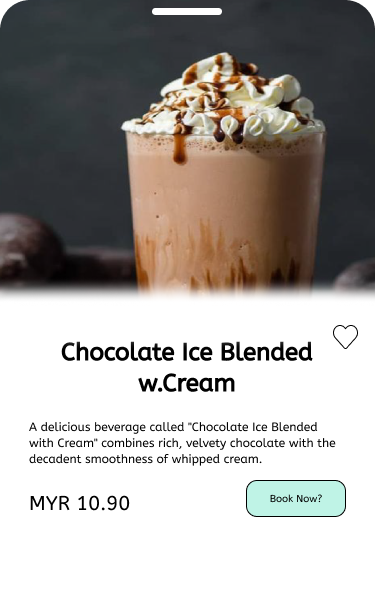 Chocolate Ice Blended
w.Cream
A delicious beverage called "Chocolate Ice Blended
with Cream" combines rich, velvety chocolate with the
decadent smoothness of whipped cream.
MYR 10.90
Book Now?